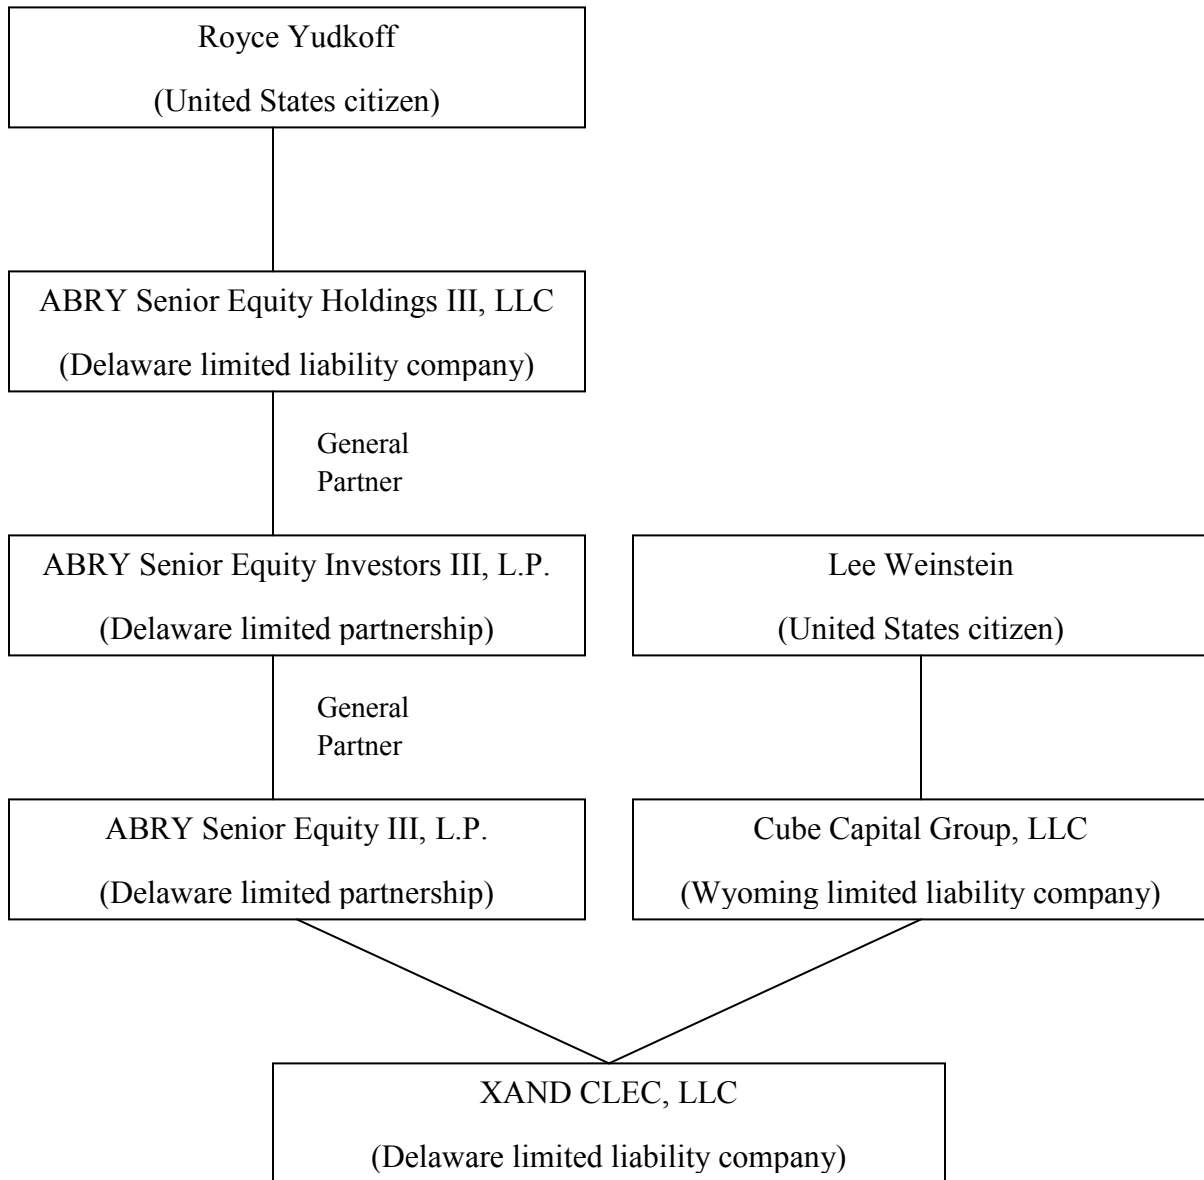 Royce Yudkoff
(United States citizen)
ABRY Senior Equity Holdings III, LLC
(Delaware limited liability company)
General
Partner
ABRY Senior Equity Investors III, L.P.
(Delaware limited partnership)
Lee Weinstein
(United States citizen)
General
Partner
ABRY Senior Equity III, L.P.
(Delaware limited partnership)
Cube Capital Group, LLC
(Wyoming limited liability company)
XAND CLEC, LLC
(Delaware limited liability company)